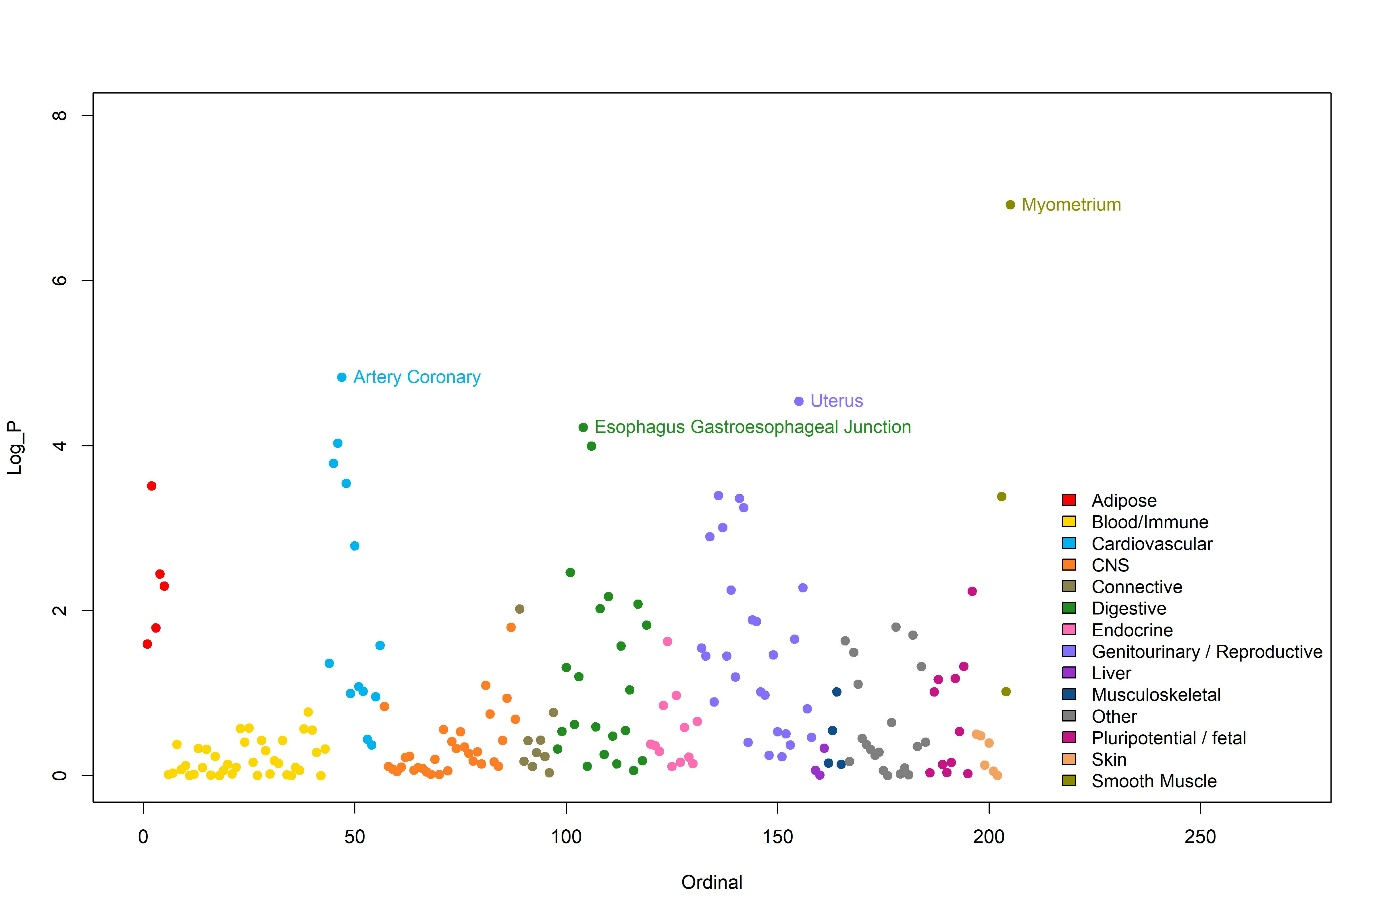 8
Myometrium
6
Artery Coronary
Uterus
Esophagus Gastroesophageal Junction
4
Log_P
Adipose
Blood/Immune
Cardiovascular
CNS
Connective
2
Digestive
Endocrine
Genitourinary / Reproductive
Liver
Musculoskeletal
Other
Pluripotential / fetal
Skin
0
Smooth Muscle
0 50 100 150 200 250
Ordinal